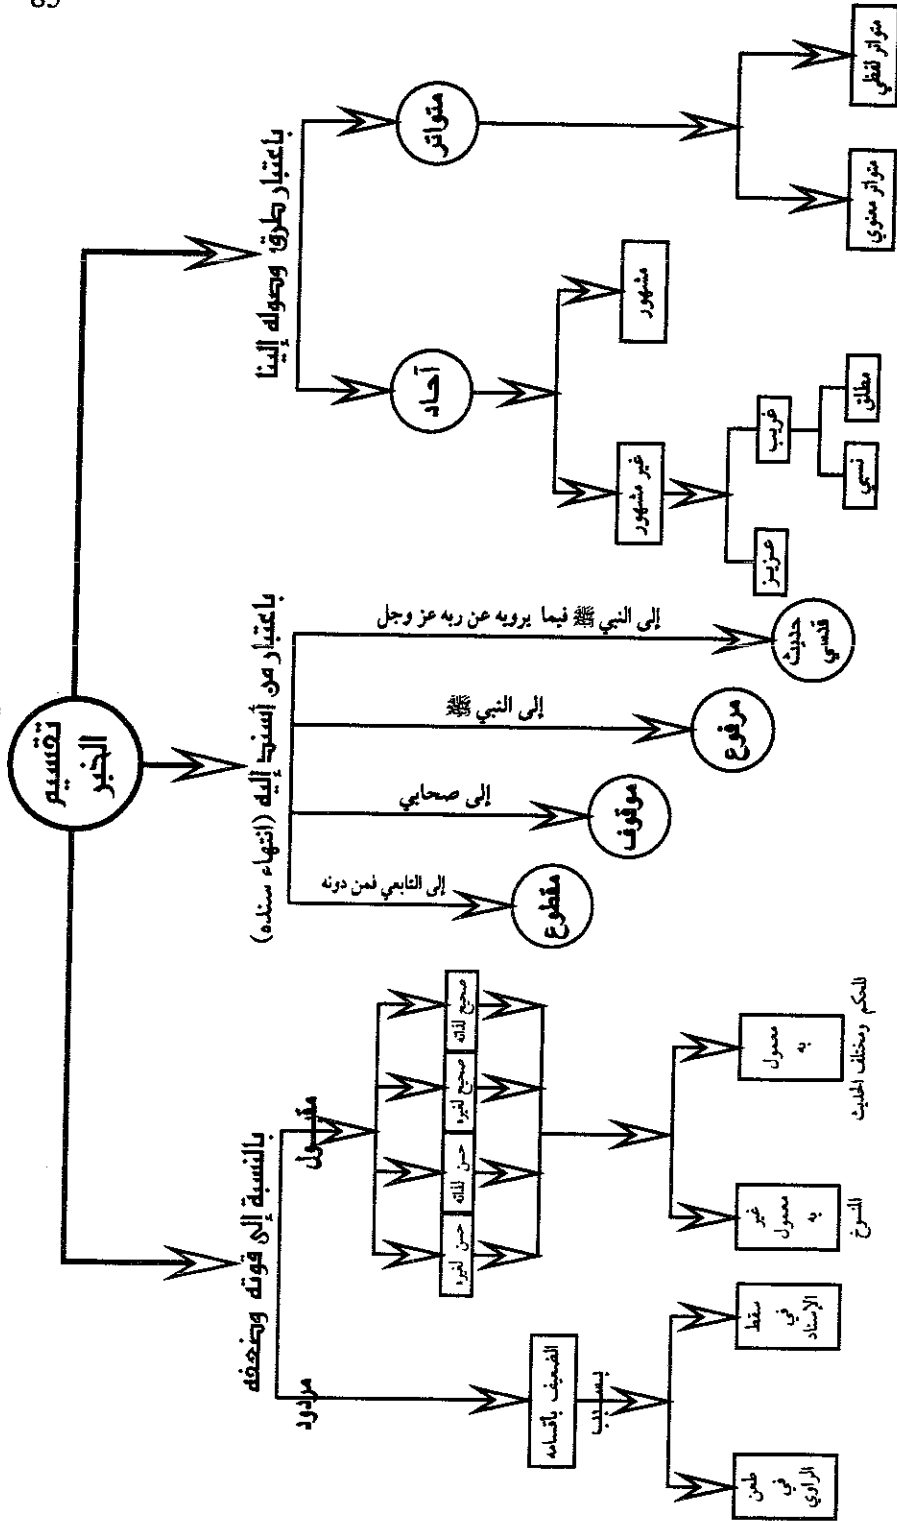 85
تقسيم
الخبر
باعتبار طرق وصوله إلينا
متواتر
متواتر لفظي
متواتر معنوي
آحاد
مشهور
غير مشهور
غريب
مطلق
نسبي
عزيز
باعتبار من أسند إليه (انتهاء سنده)
إلى النبي ﷺ فيما يرويه عن ربه عز وجل
حديث
قدسي
إلى النبي ﷺ
مرفوع
إلى صحابي
موقوف
إلى التابعي فمن دونه
مقطوع
بالنسبة إلى قوته وضعفه
مقبول
صحيح لذاته
صحيح لغيره
حسن لذاته
حسن لغيره
معمول
به
المحكم ومختلف الحديث
غير
معمول
به
المنسوخ
مردود
الضعيف بأقسامه
بسبب
سقط
في
الإسناد
طعن
في
الراوي